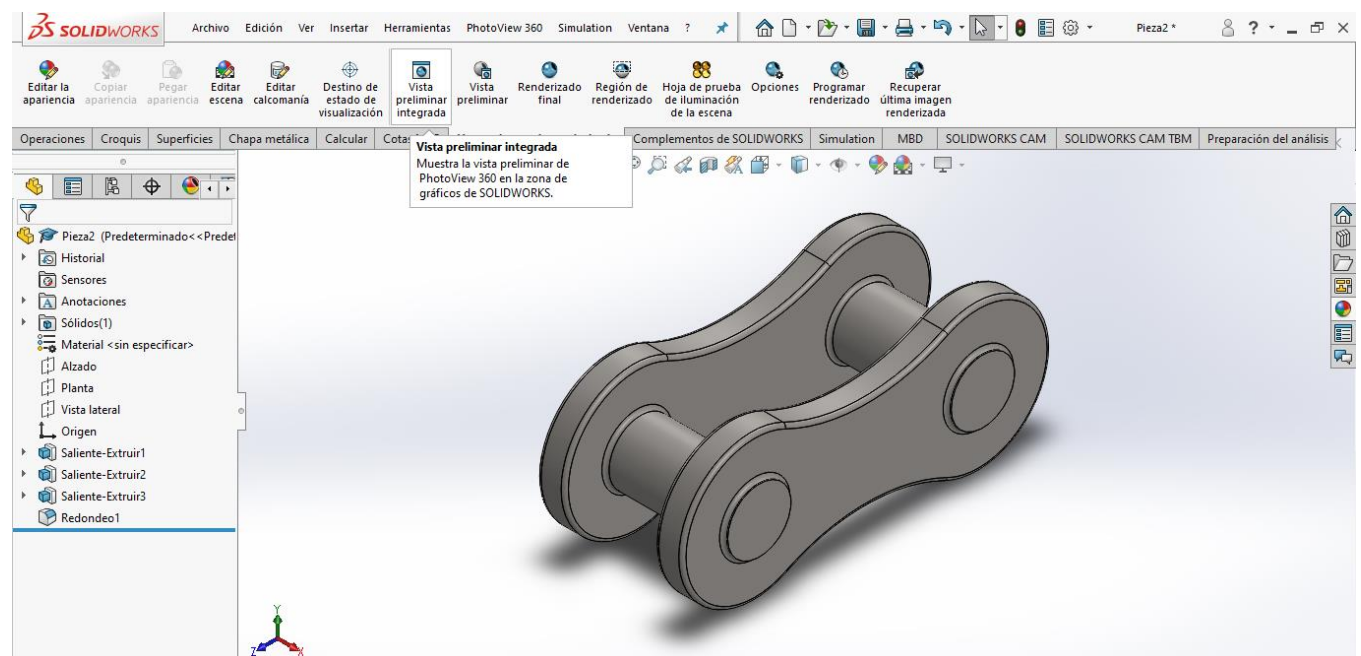 SOLIDWORKS Archivo Edición Ver Insertar Herramientas PhotoView 360 Simulation Ventana ? Pieza2 * ?
Editar la apariencia
Copiar apariencia
Pegar apariencia
Editar escena
Editar calcomanía
Destino de estado de visualización
Vista preliminar integrada
Vista preliminar
Renderizado final
Región de renderizado
Hoja de prueba de iluminación de la escena
Opciones
Programar renderizado
Recuperar última imagen renderizada
Operaciones Croquis Superficies Chapa metálica Calcular Complementos de SOLIDWORKS Simulation MBD SOLIDWORKS CAM SOLIDWORKS CAM TBM Preparación del análisis
Vista preliminar integrada
Muestra la vista preliminar de
PhotoView 360 en la zona de
gráficos de SOLIDWORKS.
Pieza2 (Predeterminado<<Predet
Historial
Sensores
Anotaciones
Sólidos(1)
Material <sin especificar>
Alzado
Planta
Vista lateral
Origen
Saliente-Extruir1
Saliente-Extruir2
Saliente-Extruir3
Redondeo1
Y
Z
X